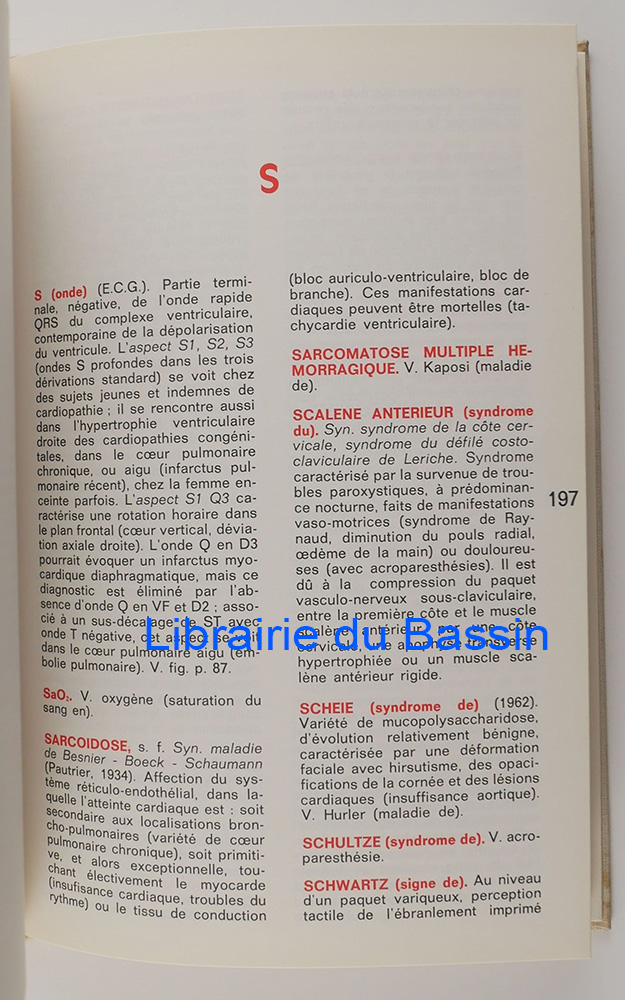 S
S (onde) (E.C.G.). Partie termi-
nale, négative, de l'onde rapide
QRS du complexe ventriculaire,
contemporaine de la dépolarisation
du ventricule. L'aspect S1, S2, S3
(ondes S profondes dans les trois
dérivations standard) se voit chez
des sujets jeunes et indemnes de
cardiopathie ; il se rencontre aussi
dans l'hypertrophie ventriculaire
droite des cardiopathies congéni-
tales, dans le cœur pulmonaire
chronique, ou aigu (infarctus pul-
monaire récent), chez la femme en-
ceinte parfois. L'aspect S1 Q3 ca-
ractérise une rotation horaire dans
le plan frontal (cœur vertical, dévia-
tion axiale droite). L'onde Q en D3
pourrait évoquer un infarctus myo-
cardique diaphragmatique, mais ce
diagnostic est éliminé par l'ab-
sence d'onde Q en VF et D2 ; asso-
cié à un sus-décalage de ST avec
onde T négative, cet aspect se voit
dans le cœur pulmonaire aigu (em-
bolie pulmonaire). V. fig. p. 87.
SaO₂. V. oxygène (saturation du
sang en).
SARCOIDOSE, s. f. Syn. maladie
de Besnier - Boeck - Schaumann
(Pautrier, 1934). Affection du sys-
tème réticulo-endothélial, dans la-
quelle l'atteinte cardiaque est : soit
secondaire aux localisations bron-
cho-pulmonaires (variété de cœur
pulmonaire chronique), soit primiti-
ve, et alors exceptionnelle, tou-
chant électivement le myocarde
(insufisance cardiaque, troubles du
rythme) ou le tissu de conduction
(bloc auriculo-ventriculaire, bloc de
branche). Ces manifestations car-
diaques peuvent être mortelles (ta-
chycardie ventriculaire).
SARCOMATOSE MULTIPLE HE-
MORRAGIQUE. V. Kaposi (maladie
de).
SCALENE ANTERIEUR (syndrome
du). Syn. syndrome de la côte cer-
vicale, syndrome du défilé costo-
claviculaire de Leriche. Syndrome
caractérisé par la survenue de trou-
bles paroxystiques, à prédominan-
ce nocturne, faits de manifestations
vaso-motrices (syndrome de Ray-
naud, diminution du pouls radial,
œdème de la main) ou douloureu-
ses (avec acroparesthésies). Il est
dû à la compression du paquet
vasculo-nerveux sous-claviculaire,
entre la première côte et le muscle
scalène antérieur, par une côte
cervicale, une apophyse transverse
hypertrophiée ou un muscle sca-
lène antérieur rigide.
SCHEIE (syndrome de) (1962).
Variété de mucopolysaccharidose,
d'évolution relativement bénigne,
caractérisée par une déformation
faciale avec hirsutisme, des opaci-
fications de la cornée et des lésions
cardiaques (insuffisance aortique).
V. Hurler (maladie de).
SCHULTZE (syndrome de). V. acro-
paresthésie.
SCHWARTZ (signe de). Au niveau
d'un paquet variqueux, perception
tactile de l'ébranlement imprimé
197
Librairie du Bassin